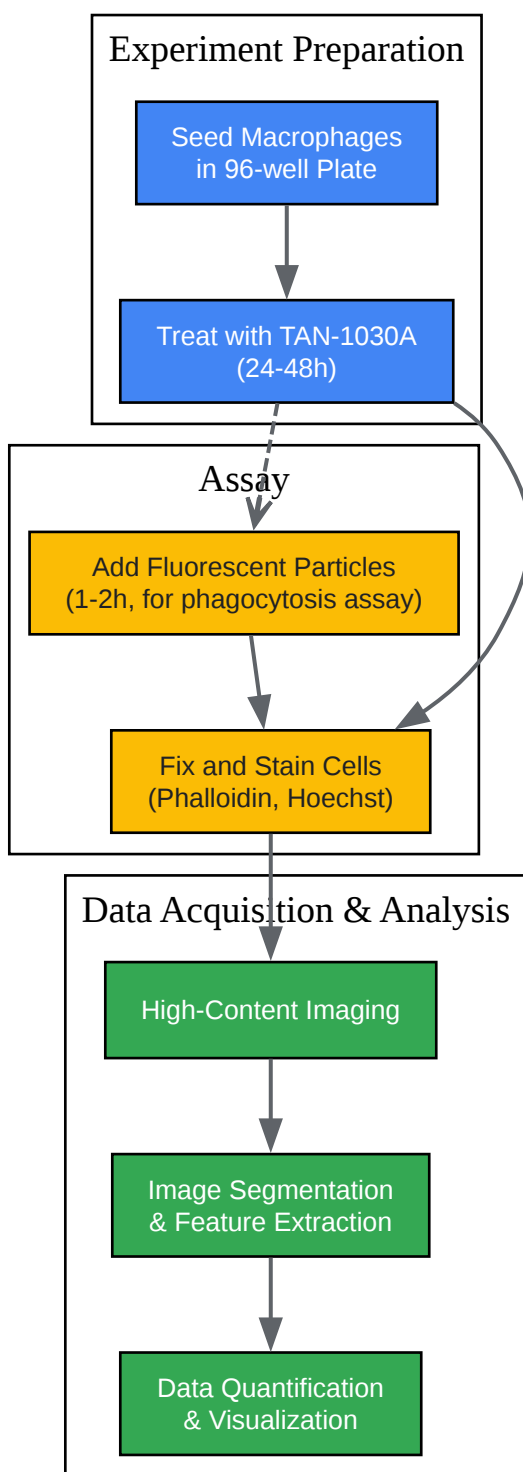 Experiment Preparation
Seed Macrophages
in 96-well Plate
Treat with TAN-1030A
(24-48h)
Assay
Add Fluorescent Particles
(1-2h, for phagocytosis assay)
Fix and Stain Cells
(Phalloidin, Hoechst)
Data Acquisition & Analysis
High-Content Imaging
Image Segmentation
& Feature Extraction
Data Quantification
& Visualization